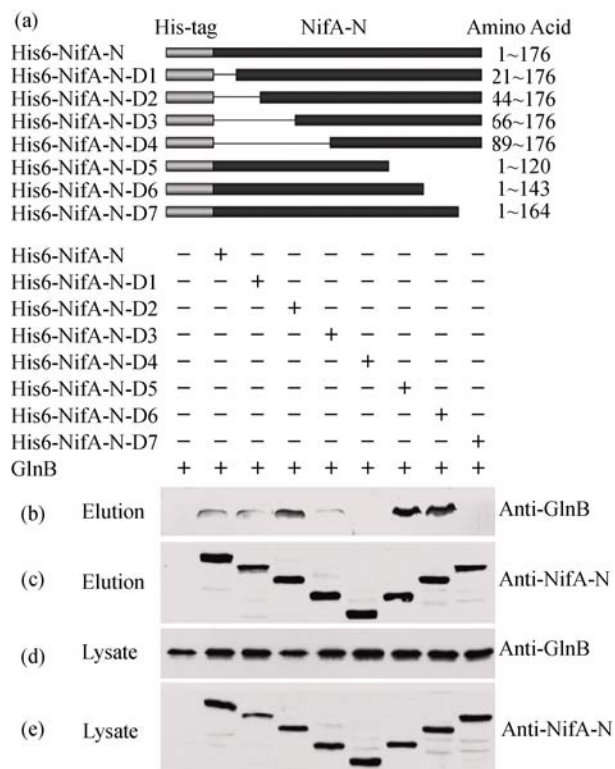 (a) His-tag NifA-N Amino Acid
His6-NifA-N 1~176
His6-NifA-N-D1 21~176
His6-NifA-N-D2 44~176
His6-NifA-N-D3 66~176
His6-NifA-N-D4 89~176
His6-NifA-N-D5 1~120
His6-NifA-N-D6 1~143
His6-NifA-N-D7 1~164
His6-NifA-N − + − − − − − − −
His6-NifA-N-D1 − − + − − − − − −
His6-NifA-N-D2 − − − + − − − − −
His6-NifA-N-D3 − − − − + − − − −
His6-NifA-N-D4 − − − − − + − − −
His6-NifA-N-D5 − − − − − − + − −
His6-NifA-N-D6 − − − − − − − + −
His6-NifA-N-D7 − − − − − − − − +
GlnB + + + + + + + + +
(b) Elution Anti-GlnB
(c) Elution Anti-NifA-N
(d) Lysate Anti-GlnB
(e) Lysate Anti-NifA-N